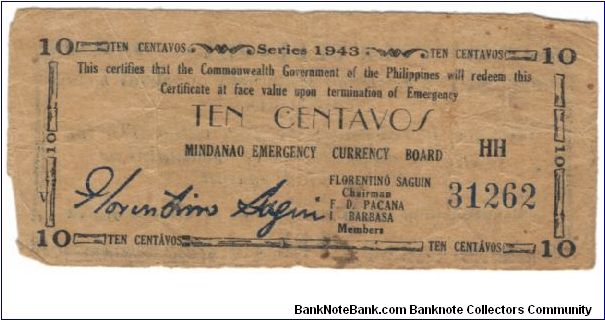 10 TEN CENTAVOS Series 1943 TEN CENTAVOS 10
This certifies that the Commonwealth Government of the Philippines will redeem this
Certificate at face value upon termination of Emergency
TEN CENTAVOS
MINDANAO EMERGENCY CURRENCY BOARD HH
10 10
FLORENTINO SAGUIN
Chairman
31262
F. D. PACANA
I. BARBASA
Members
Florentino Saguin
10 TEN CENTAVOS TEN CENTAVOS 10
BankNoteBank.com Banknote Collectors Community